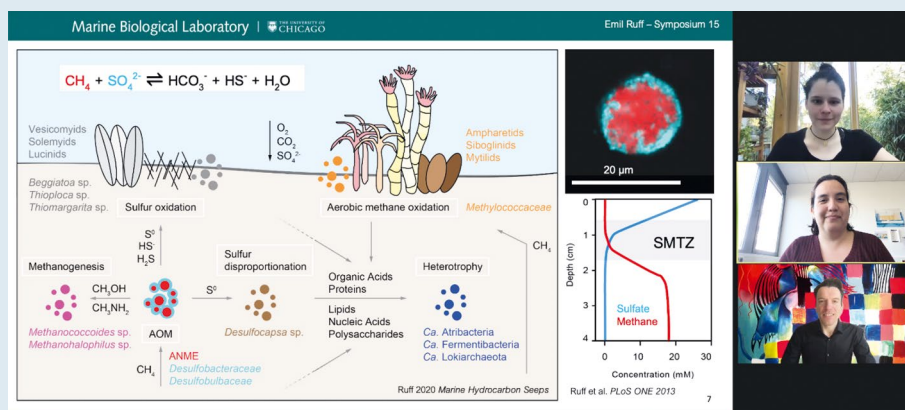 Marine Biological Laboratory | THE UNIVERSITY OF CHICAGO
Emil Ruff – Symposium 15
CH₄ + SO₄²⁻ ⇌ HCO₃⁻ + HS⁻ + H₂O
Vesicomyids
Solemyids
Lucinids
O₂
CO₂
SO₄²⁻
Ampharetids
Siboglinids
Mytilids
Beggiatoa sp.
Thioploca sp.
Thiomargarita sp.
Sulfur oxidation
Aerobic methane oxidation
Methylococcaceae
S⁰
HS⁻
H₂S
CH₄
Methanogenesis
Sulfur
disproportionation
Organic Acids
Proteins
Heterotrophy
CH₃OH
CH₃NH₂
S⁰
Lipids
Nucleic Acids
Polysaccharides
Methanococcoides sp.
Methanohalophilus sp.
AOM
Desulfocapsa sp.
Ca. Atribacteria
Ca. Fermentibacteria
Ca. Lokiarchaeota
CH₄
ANME
Desulfobacteraceae
Desulfobulbaceae
Ruff 2020 Marine Hydrocarbon Seeps
20 µm
0
1
2
3
4
Depth (cm)
SMTZ
Sulfate
Methane
0 10 20 30
Concentration (mM)
Ruff et al. PLoS ONE 2013
7